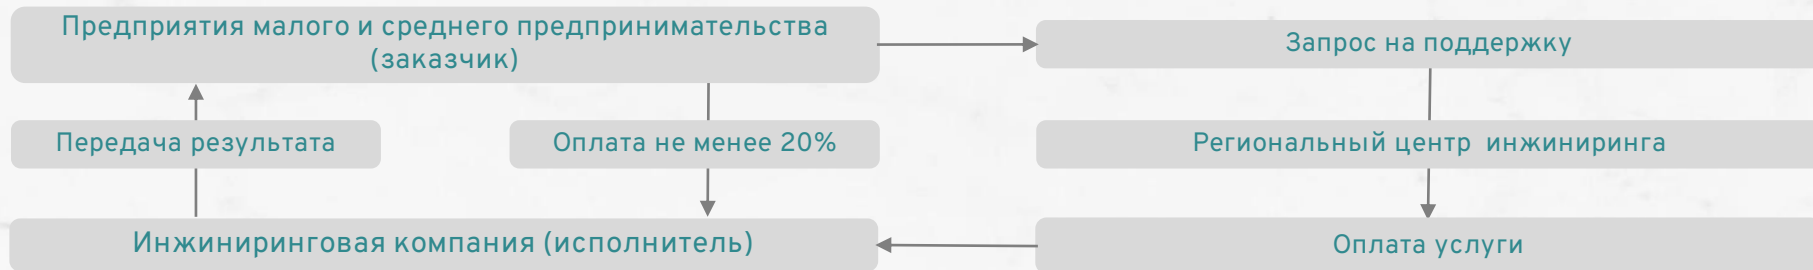 Предприятия малого и среднего предпринимательства
(заказчик)
Запрос на поддержку
Передача результата
Оплата не менее 20%
Региональный центр инжиниринга
Инжиниринговая компания (исполнитель)
Оплата услуги